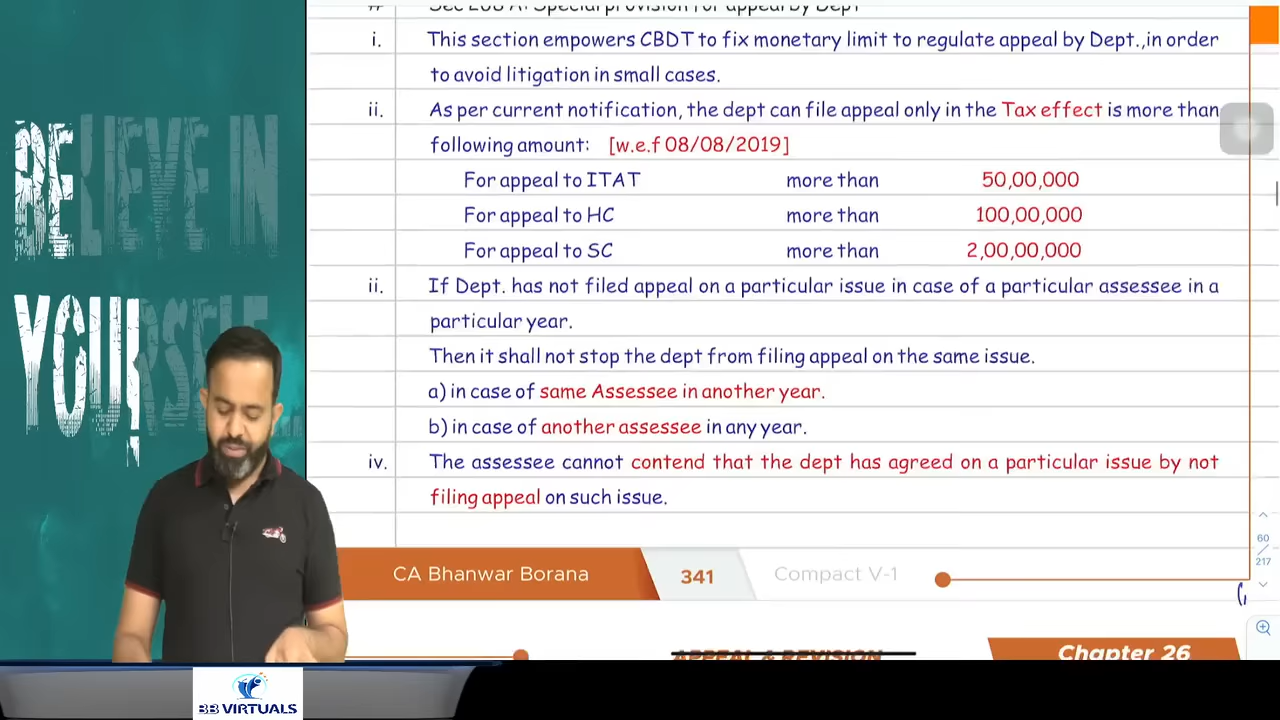 BELIEVE IN
YOURSELF...
# Sec 268 A: Special provision for appeal by Dept
i. This section empowers CBDT to fix monetary limit to regulate appeal by Dept.,in order
to avoid litigation in small cases.
ii. As per current notification, the dept can file appeal only in the Tax effect is more than
following amount: [w.e.f 08/08/2019]
For appeal to ITAT more than 50,00,000
For appeal to HC more than 100,00,000
For appeal to SC more than 2,00,00,000
ii. If Dept. has not filed appeal on a particular issue in case of a particular assessee in a
particular year.
Then it shall not stop the dept from filing appeal on the same issue.
a) in case of same Assessee in another year.
b) in case of another assessee in any year.
iv. The assessee cannot contend that the dept has agreed on a particular issue by not
filing appeal on such issue.
60
/
217
CA Bhanwar Borana 341 Compact V-1
APPEAL & REVISION Chapter 26
BB VIRTUALS